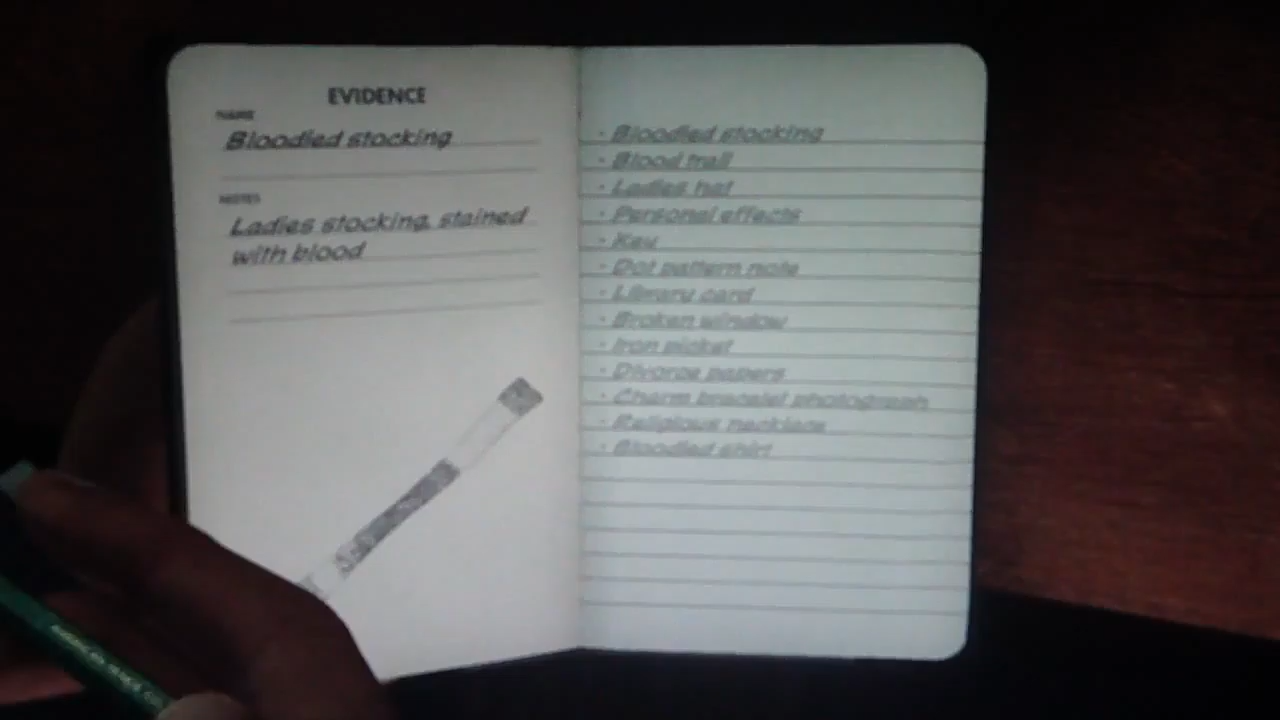 EVIDENCE
NAME
Bloodied stocking
NOTES
Ladies stocking, stained
with blood
• Bloodied stocking
• Blood trail
• Ladies hat
• Personal effects
• Key
• Dot pattern note
• Library card
• Broken window
• Iron picket
• Divorce papers
• Charm bracelet photograph
• Religious necklace
• Bloodied shirt